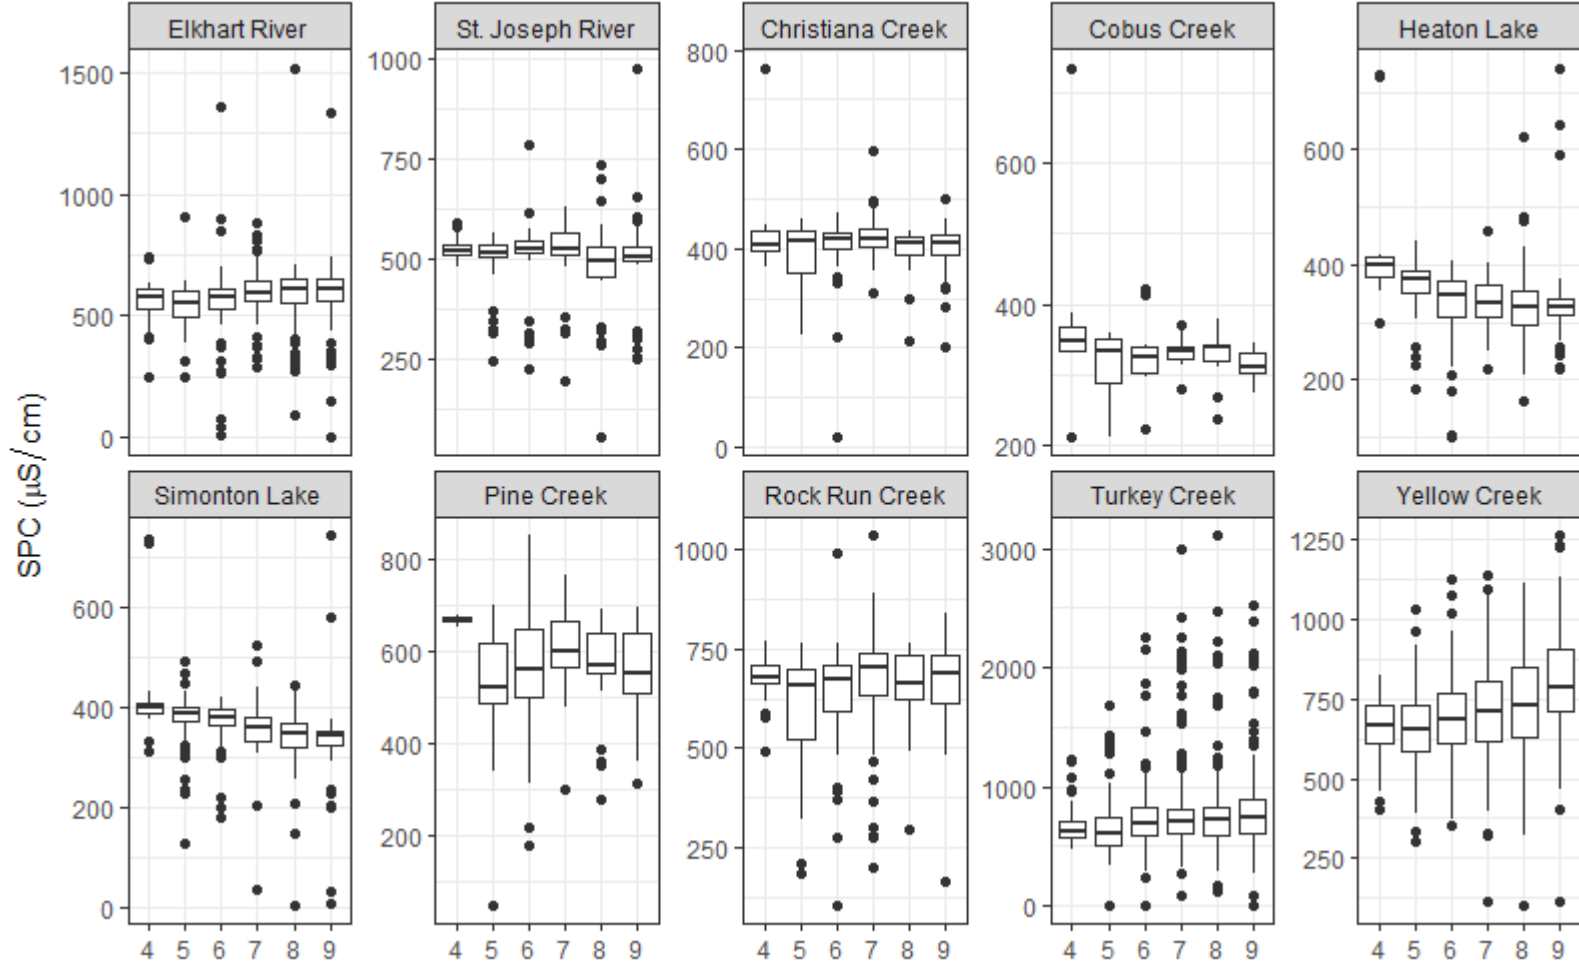 Elkhart River St. Joseph River Christiana Creek Cobus Creek Heaton Lake
1500 1000 500 0
1000 750 500 250
800 600 400 200 0
600 400 200
600 400 200
Simonton Lake Pine Creek Rock Run Creek Turkey Creek Yellow Creek
600 400 200 0
800 600 400 200
1000 750 500 250
3000 2000 1000 0
1250 1000 750 500 250
4 5 6 7 8 9 4 5 6 7 8 9 4 5 6 7 8 9 4 5 6 7 8 9 4 5 6 7 8 9
SPC (μS/cm)